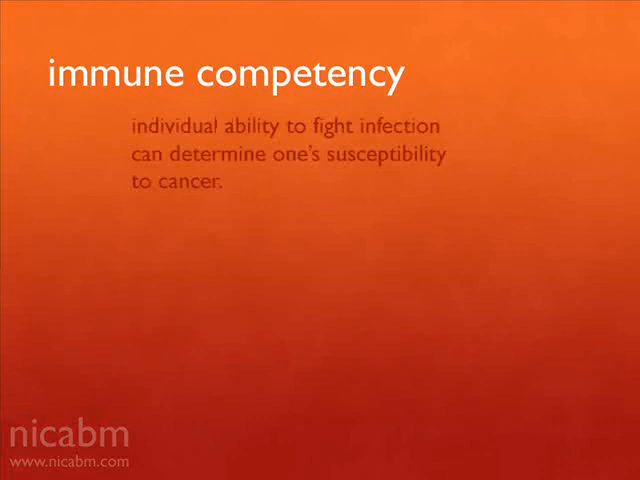 immune competency
individual ability to fight infection
can determine one's susceptibility
to cancer.
nicabm
www.nicabm.com